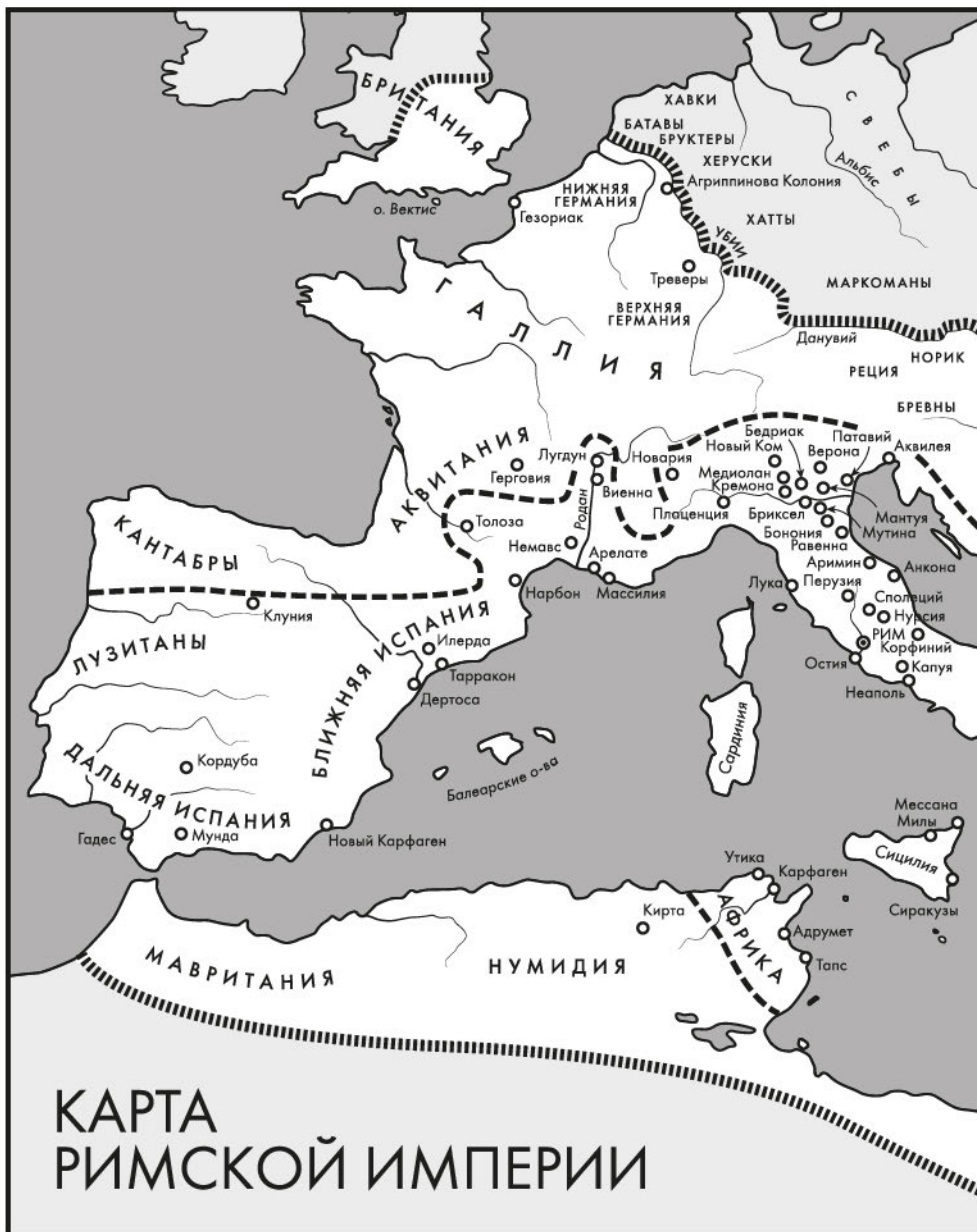 БРИТАНИЯ
о. Вектис
ХАВКИ
БАТАВЫ
БРУКТЕРЫ
ХЕРУСКИ
СВЕБЫ
Альбис
Агриппинова Колония
НИЖНЯЯ
ГЕРМАНИЯ
Гезориак
ХАТТЫ
УБИИ
Треверы
МАРКОМАНЫ
ГАЛЛИЯ
ВЕРХНЯЯ
ГЕРМАНИЯ
Данувий
НОРИК
РЕЦИЯ
БРЕВНЫ
АКВИТАНИЯ
Герговия
Лугдун
Виенна
Родан
Новария
Новый Ком
Бедриак
Верона
Патавий
Аквилея
Медиолан
Кремона
Плаценция
Бриксел
Мантуя
Мутина
Бонония
Равенна
Толоза
Немавс
Арелате
Массилия
Нарбон
Лука
Аримин
Анкона
Перузия
Сполеций
Нурсия
РИМ
Корфиний
Остия
Капуя
Неаполь
КАНТАБРЫ
Клуния
ЛУЗИТАНЫ
БЛИЖНЯЯ ИСПАНИЯ
Илерда
Тарракон
Дертоса
Кордуба
ДАЛЬНЯЯ ИСПАНИЯ
Гадес
Мунда
Новый Карфаген
Балеарские о-ва
Сардиния
Мессана
Милы
Сицилия
Сиракузы
Утика
Карфаген
Кирта
АФРИКА
Адрумет
Тапс
МАВРИТАНИЯ
НУМИДИЯ
КАРТА
РИМСКОЙ ИМПЕРИИ